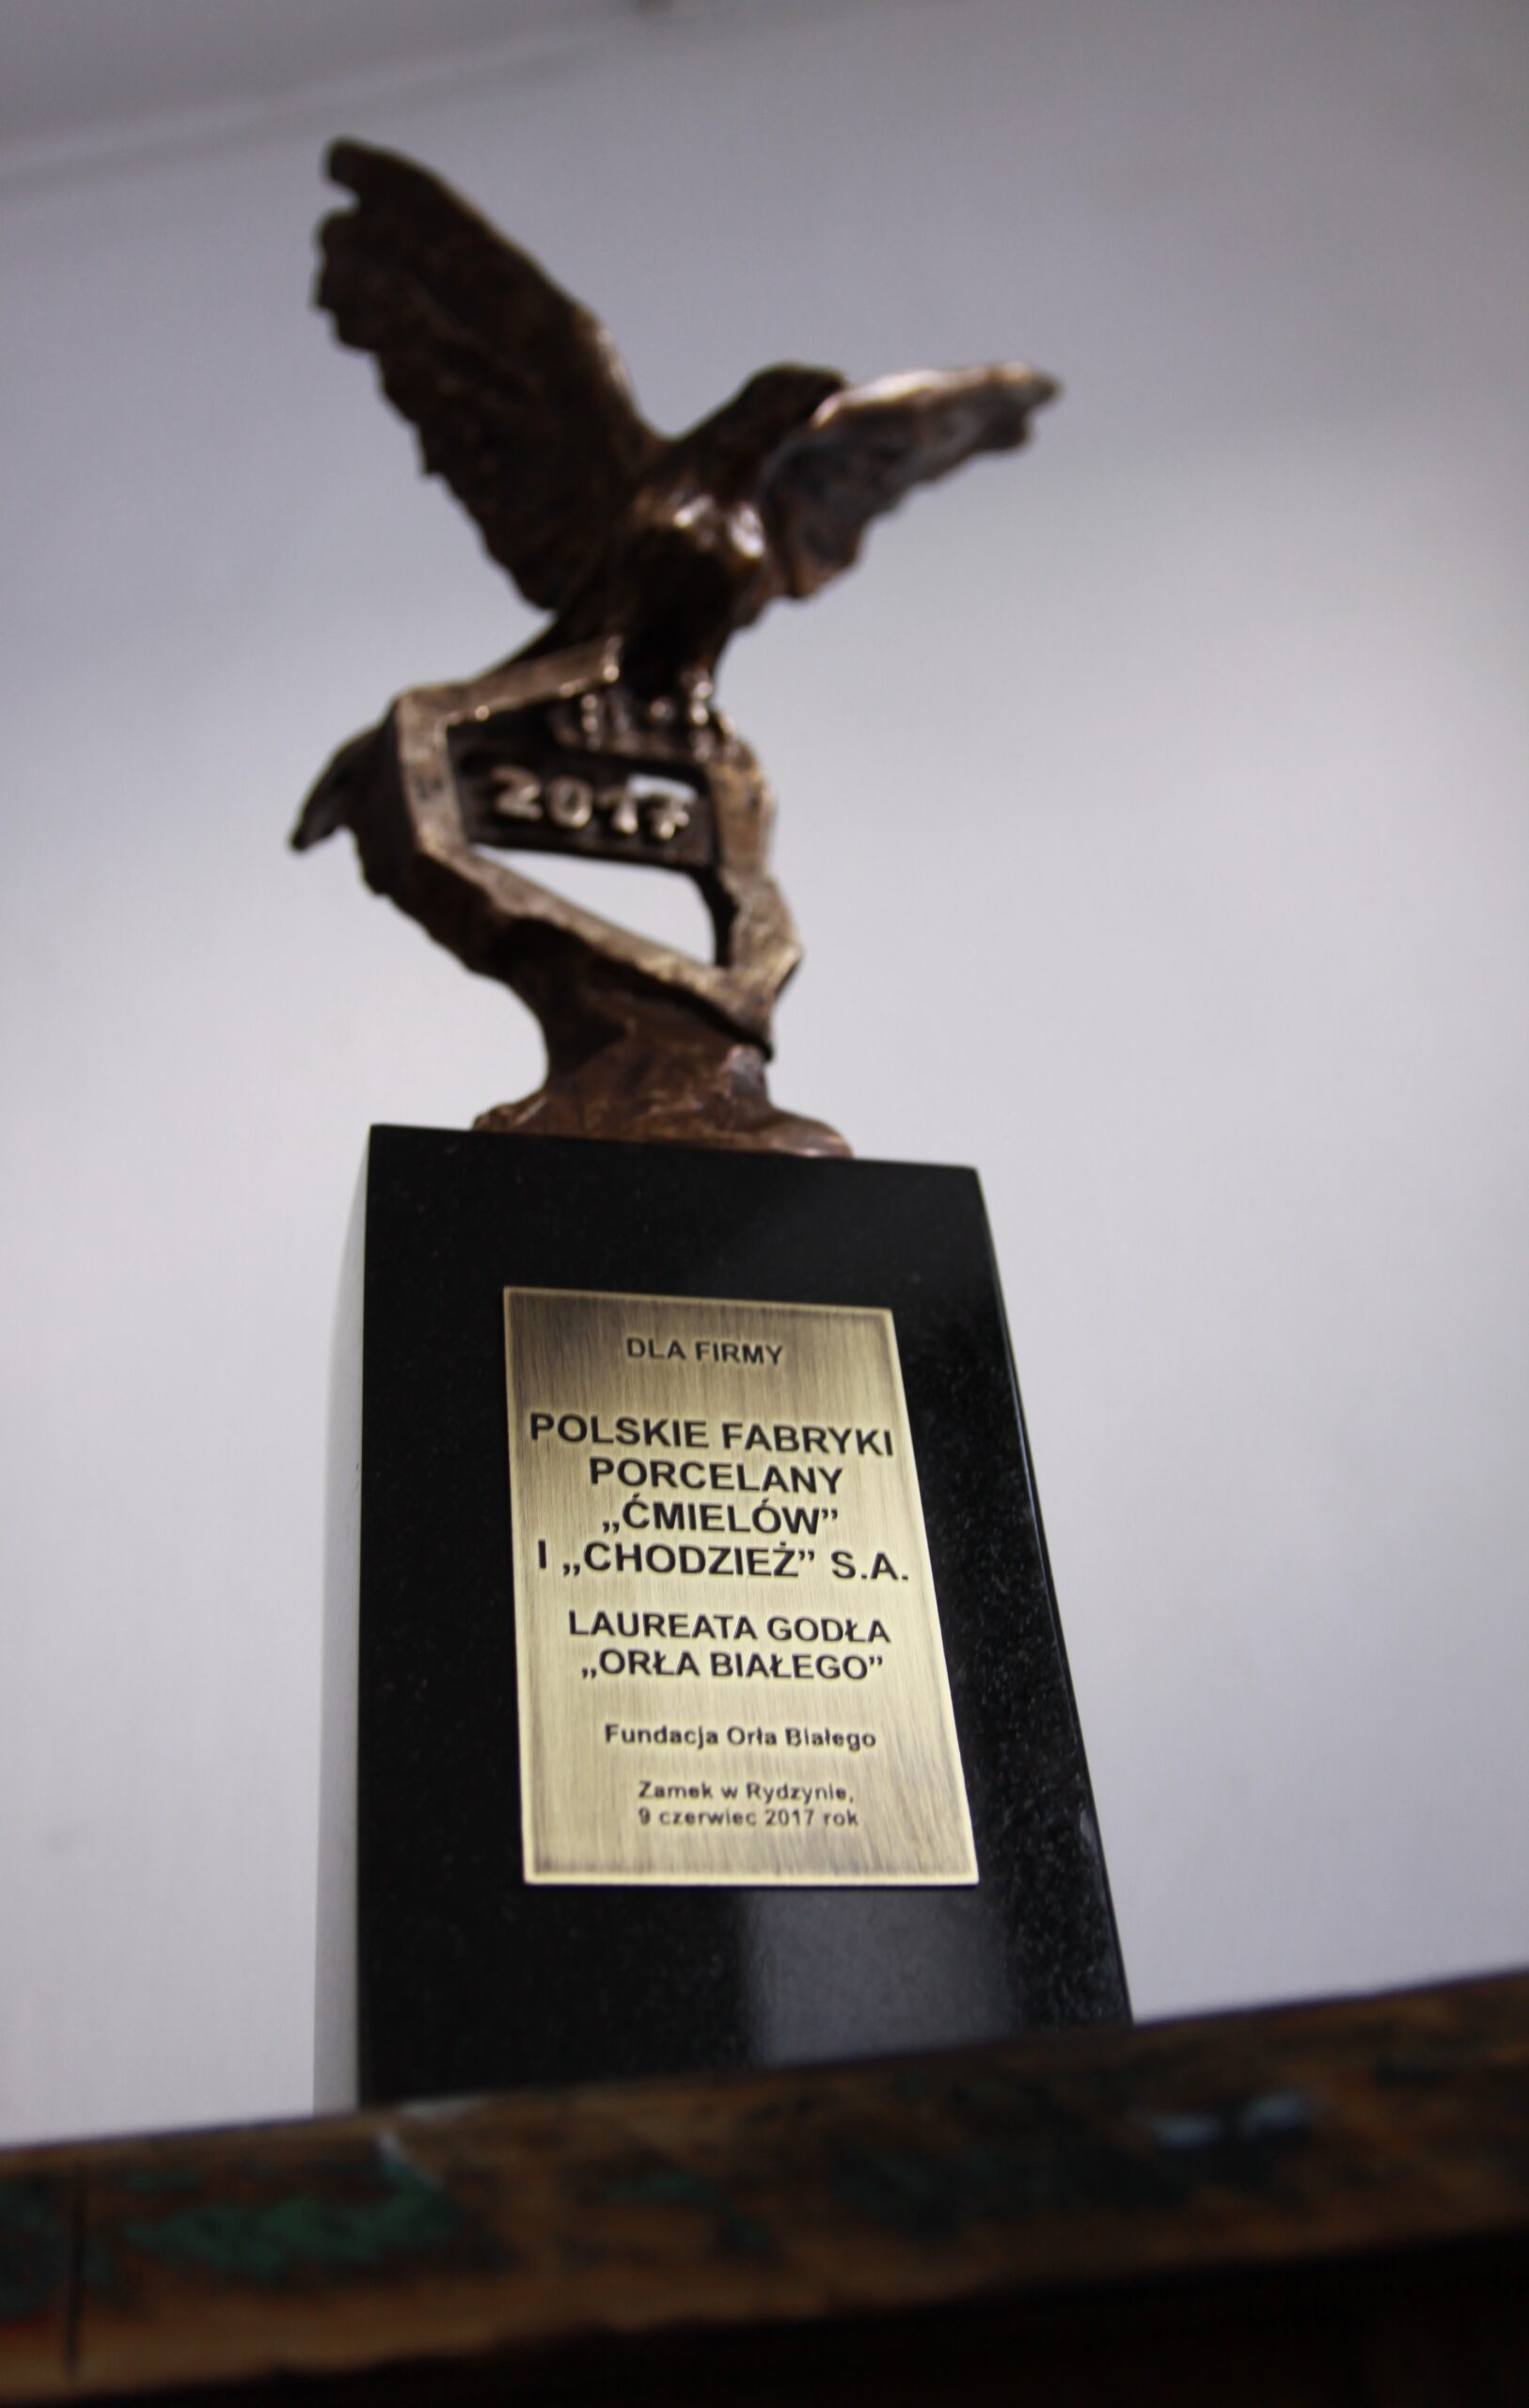 2017
DLA FIRMY
POLSKIE FABRYKI
PORCELANY
„ĆMIELÓW”
I „CHODZIEŻ” S.A.
LAUREATA GODŁA
„ORŁA BIAŁEGO”
Fundacja Orła Białego
Zamek w Rydzynie,
9 czerwiec 2017 rok